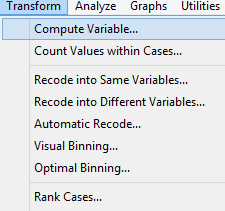 Transform Analyze Graphs Utilities
Compute Variable...
Count Values within Cases...
Recode into Same Variables...
Recode into Different Variables...
Automatic Recode...
Visual Binning...
Optimal Binning...
Rank Cases...